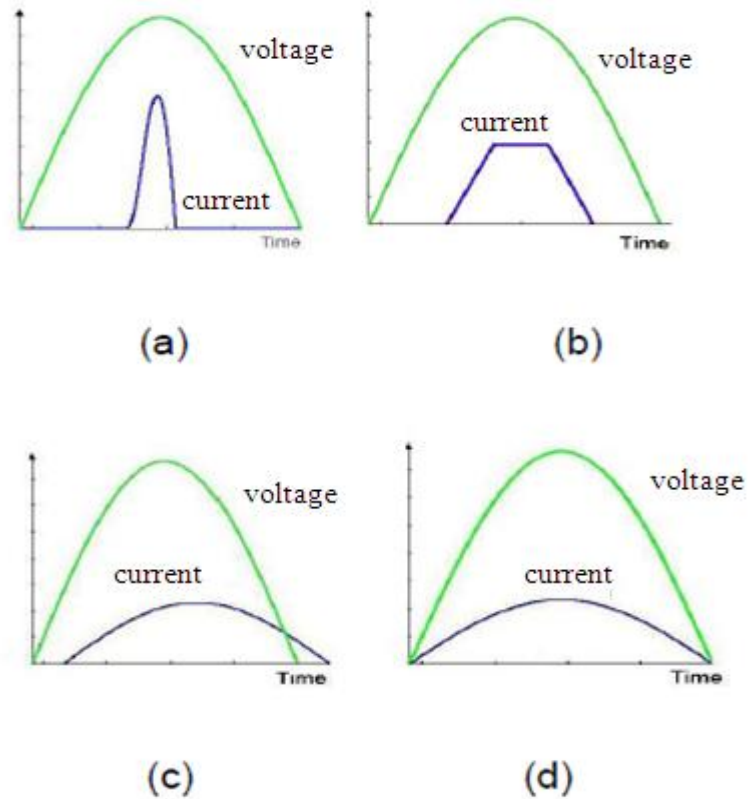 voltage
current
Time
(a)
voltage
current
Time
(b)
voltage
current
Time
(c)
voltage
current
Time
(d)